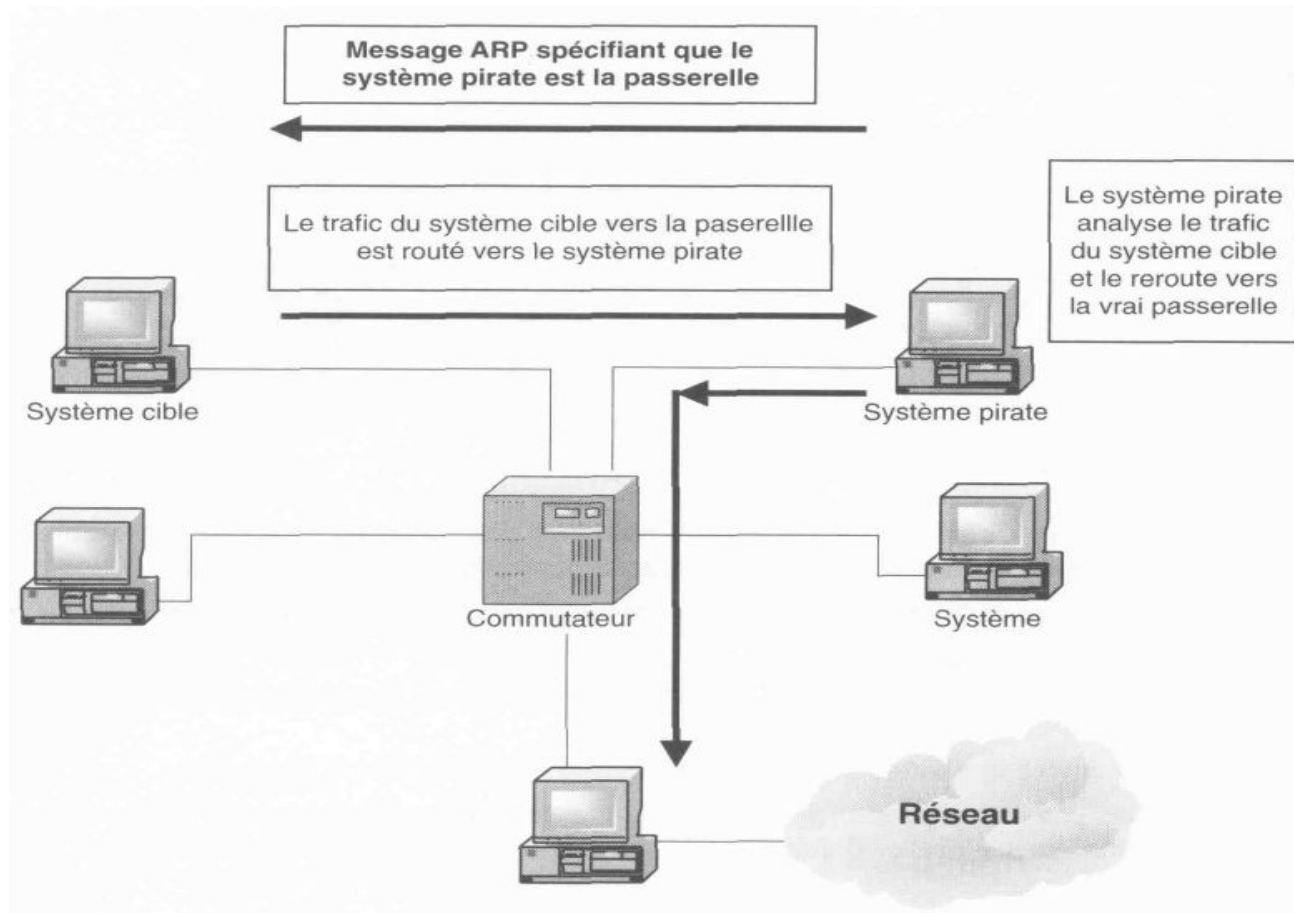 Message ARP spécifiant que le
système pirate est la passerelle
Le trafic du système cible vers la paserellle
est routé vers le système pirate
Le système pirate
analyse le trafic
du système cible
et le reroute vers
la vrai passerelle
Système cible
Système pirate
Commutateur
Système
Réseau